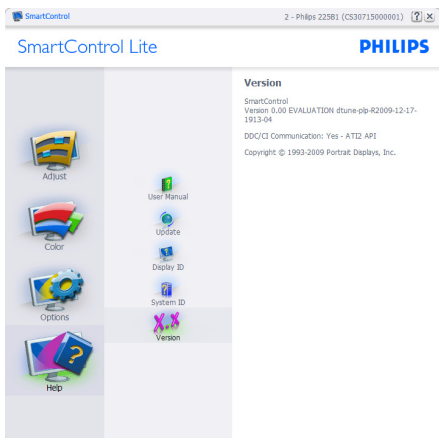 SmartControl
2 - Philips 225B1 (CS30715000001)
SmartControl Lite
PHILIPS
Adjust
Color
Options
Help
User Manual
Update
Display ID
System ID
X.X
Version
Version
SmartControl
Version 0.00 EVALUATION dtune-plp-R2009-12-17-
1913-04
DDC/CI Communication: Yes - ATI2 API
Copyright © 1993-2009 Portrait Displays, Inc.